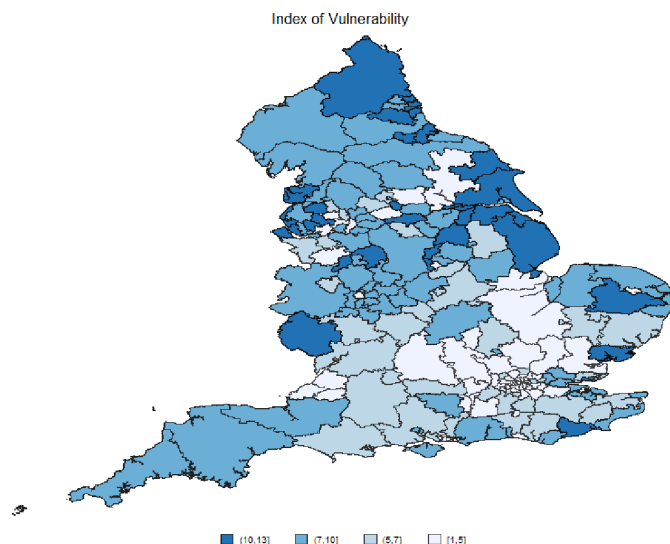 Index of Vulnerability
(10,13] (7,10] (5,7] [1,5]